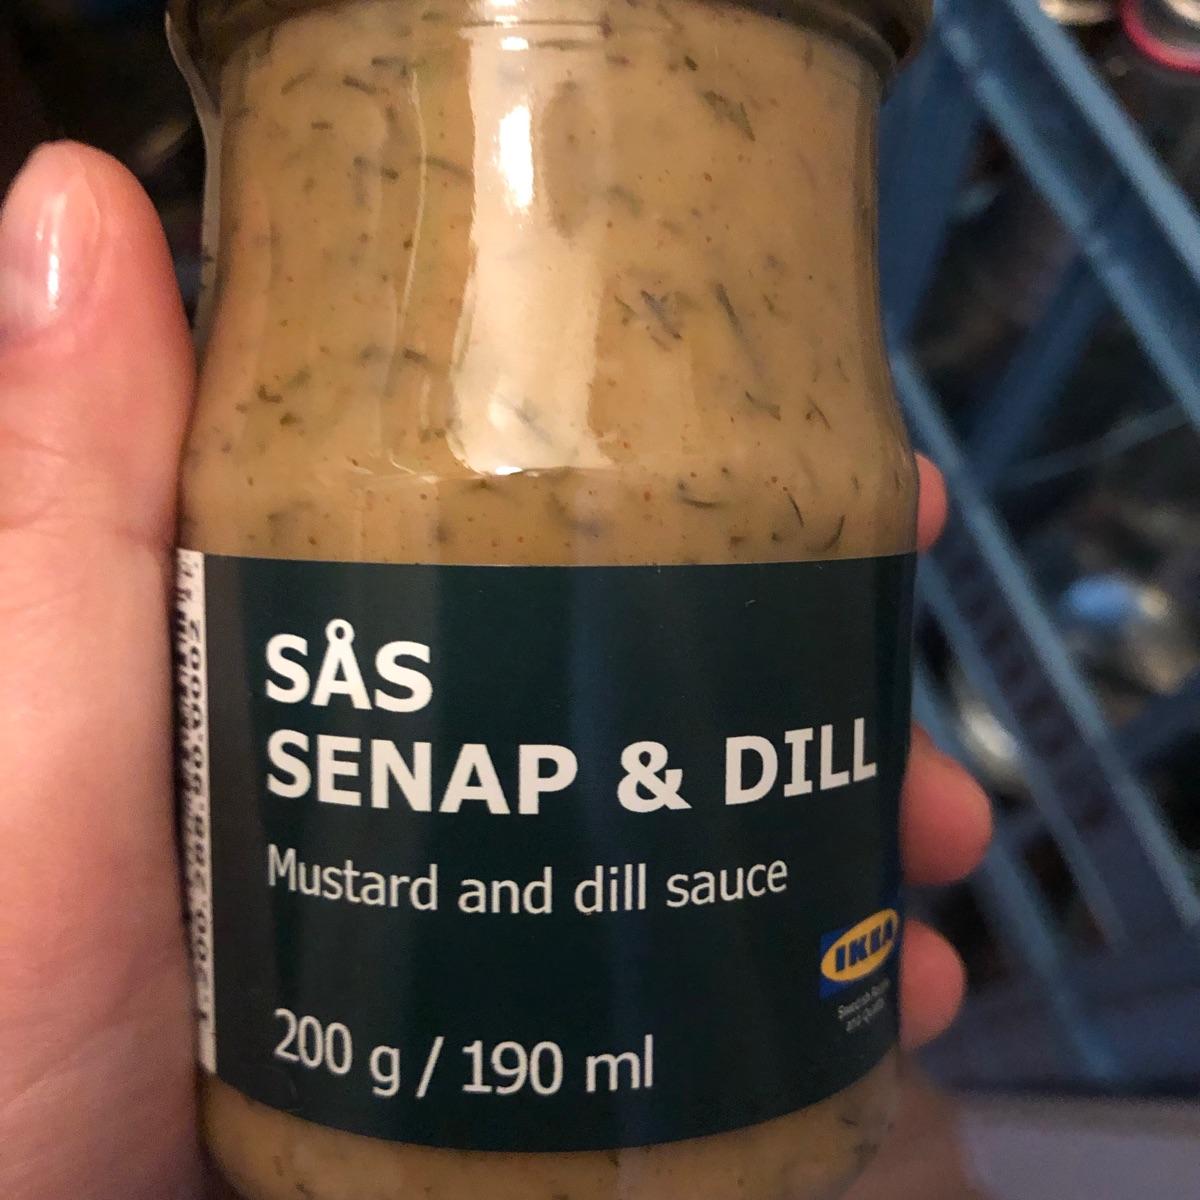 SÅS
SENAP & DILL
Mustard and dill sauce
IKEA
200 g / 190 ml